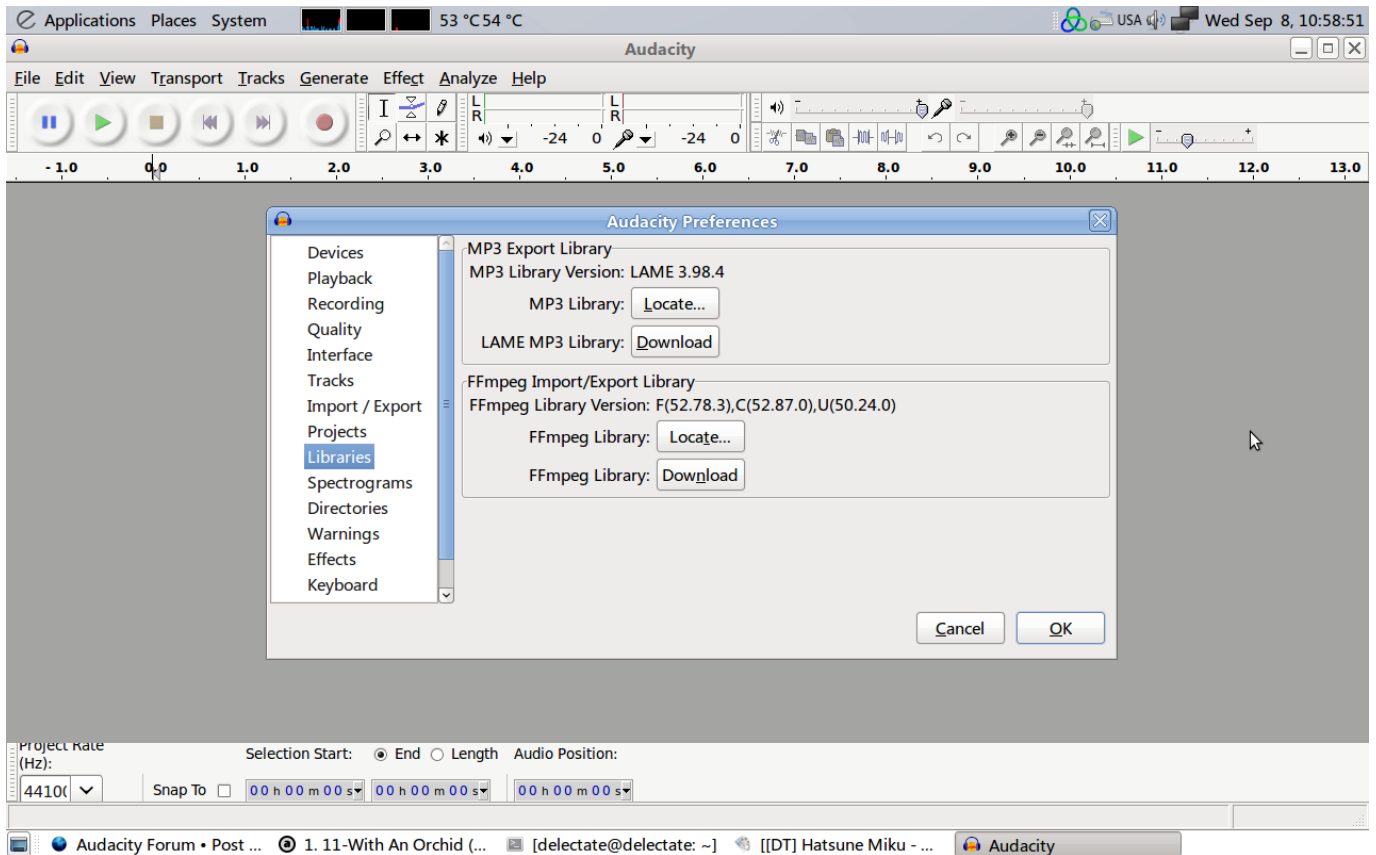 Applications Places System 53 °C 54 °C USA Wed Sep 8, 10:58:51
Audacity
File Edit View Transport Tracks Generate Effect Analyze Help
L L
R R
-24 0 -24 0
- 1.0 0.0 1.0 2.0 3.0 4.0 5.0 6.0 7.0 8.0 9.0 10.0 11.0 12.0 13.0
Audacity Preferences
Devices
Playback
Recording
Quality
Interface
Tracks
Import / Export
Projects
Libraries
Spectrograms
Directories
Warnings
Effects
Keyboard
MP3 Export Library
MP3 Library Version: LAME 3.98.4
MP3 Library: Locate...
LAME MP3 Library: Download
FFmpeg Import/Export Library
FFmpeg Library Version: F(52.78.3),C(52.87.0),U(50.24.0)
FFmpeg Library: Locate...
FFmpeg Library: Download
Cancel OK
Project Rate
(Hz):
Selection Start: End Length Audio Position:
44100 Snap To 00 h 00 m 00 s 00 h 00 m 00 s 00 h 00 m 00 s
Audacity Forum • Post ... 1. 11-With An Orchid (... [delectate@delectate: ~] [[DT] Hatsune Miku - ... Audacity